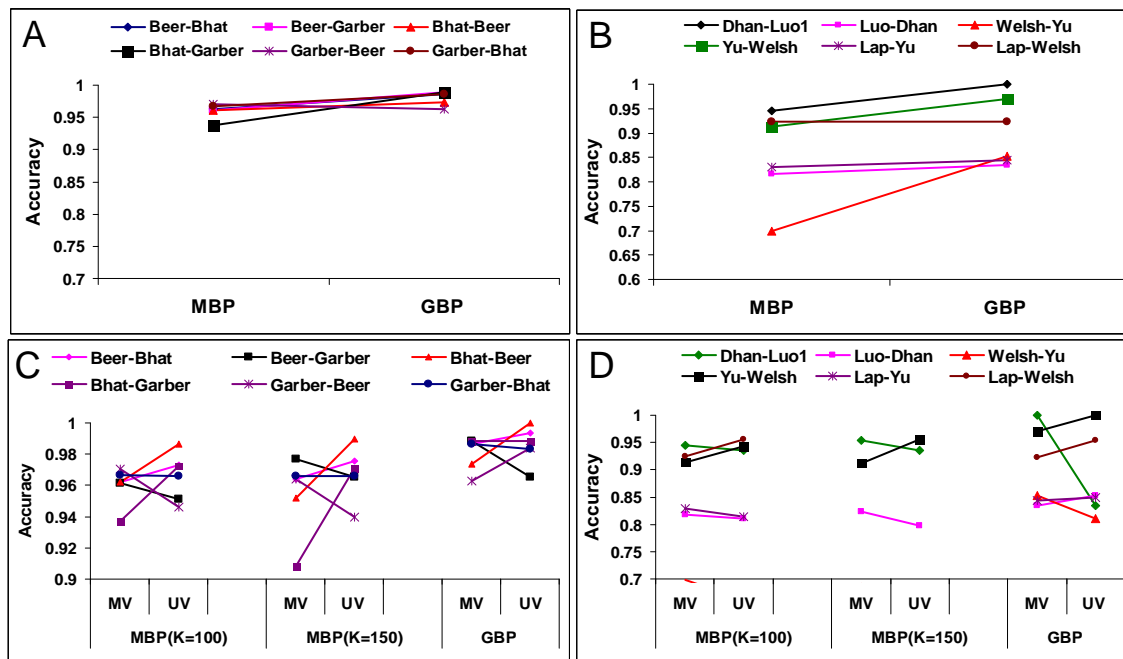 A
Beer-Bhat Beer-Garber Bhat-Beer
Bhat-Garber Garber-Beer Garber-Bhat
1
0.95
0.9
0.85
0.8
0.75
0.7
Accuracy
MBP GBP
B
Dhan-Luo1 Luo-Dhan Welsh-Yu
Yu-Welsh Lap-Yu Lap-Welsh
1
0.95
0.9
0.85
0.8
0.75
0.7
0.65
0.6
Accuracy
MBP GBP
C
Beer-Bhat Beer-Garber Bhat-Beer
Bhat-Garber Garber-Beer Garber-Bhat
1
0.98
0.96
0.94
0.92
0.9
Accuracy
MV UV MV UV MV UV
MBP(K=100) MBP(K=150) GBP
D
Dhan-Luo1 Luo-Dhan Welsh-Yu
Yu-Welsh Lap-Yu Lap-Welsh
1
0.95
0.9
0.85
0.8
0.75
0.7
Accuracy
MV UV MV UV MV UV
MBP(K=100) MBP(K=150) GBP